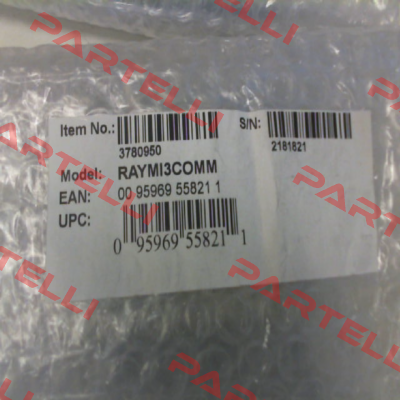 PARTELLI
PARTELLI
Item No.:
3780950
S/N:
2181821
Model: RAYMI3COMM
EAN: 00 95969 55821 1
UPC:
0 95969 55821 1
PARTELLI
PARTELLI